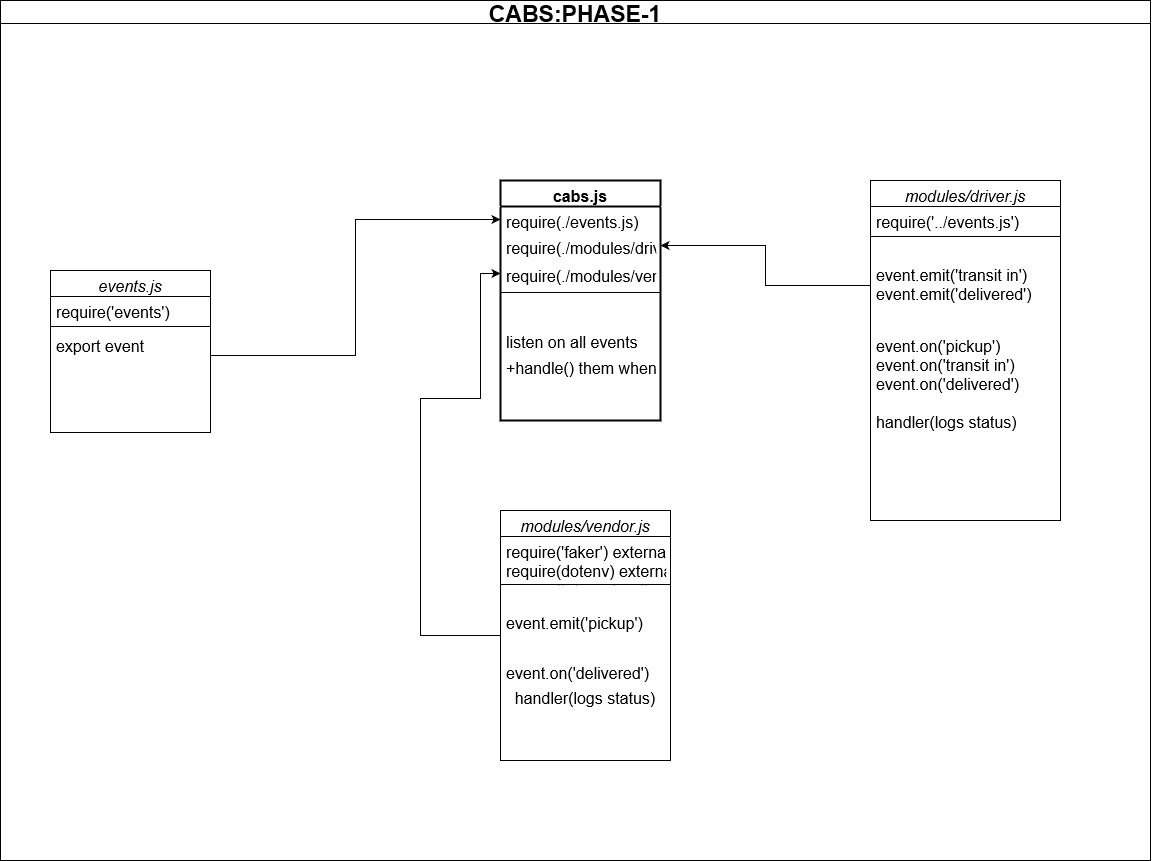 CABS:PHASE-1
events.js
require('events')
export event
cabs.js
require(./events.js)
require(./modules/driv
require(./modules/ver
listen on all events
+handle() them when
modules/driver.js
require('../events.js')
event.emit('transit in')
event.emit('delivered')
event.on('pickup')
event.on('transit in')
event.on('delivered')
handler(logs status)
modules/vendor.js
require('faker') externa
require(dotenv) externa
event.emit('pickup')
event.on('delivered')
handler(logs status)